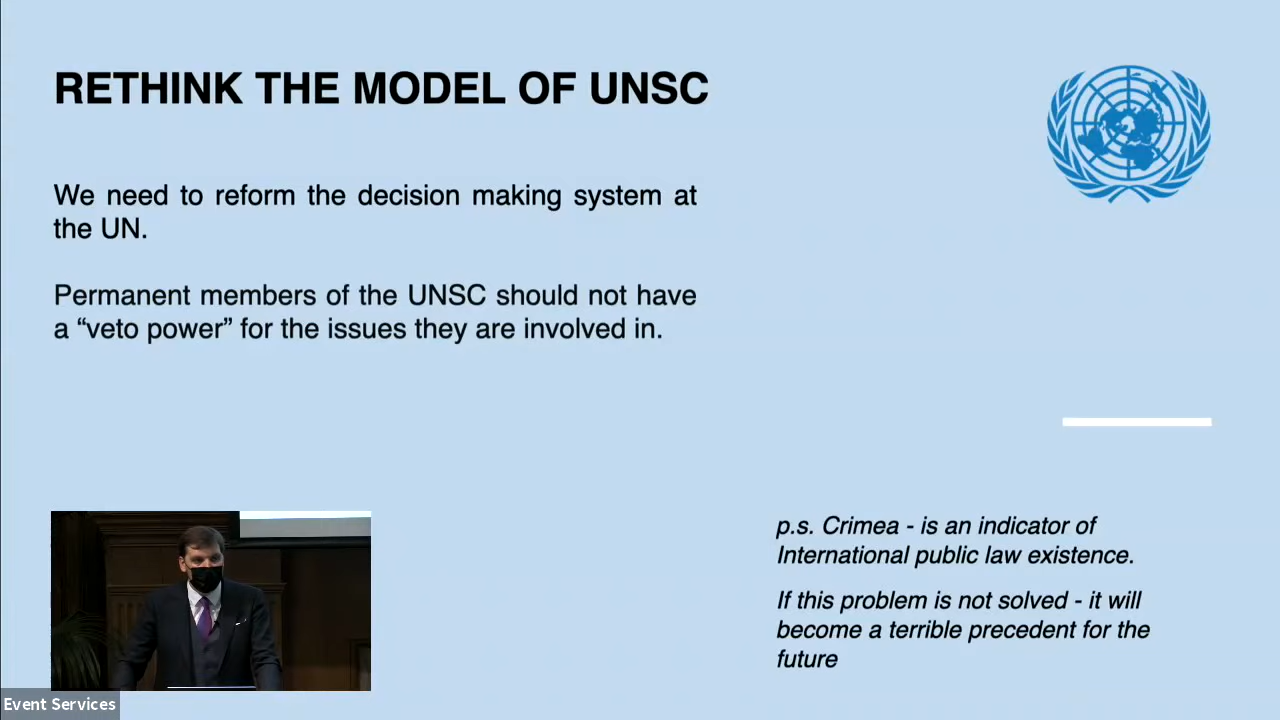 RETHINK THE MODEL OF UNSC
We need to reform the decision making system at
the UN.
Permanent members of the UNSC should not have
a “veto power” for the issues they are involved in.
p.s. Crimea - is an indicator of
International public law existence.
If this problem is not solved - it will
become a terrible precedent for the
future
Event Services